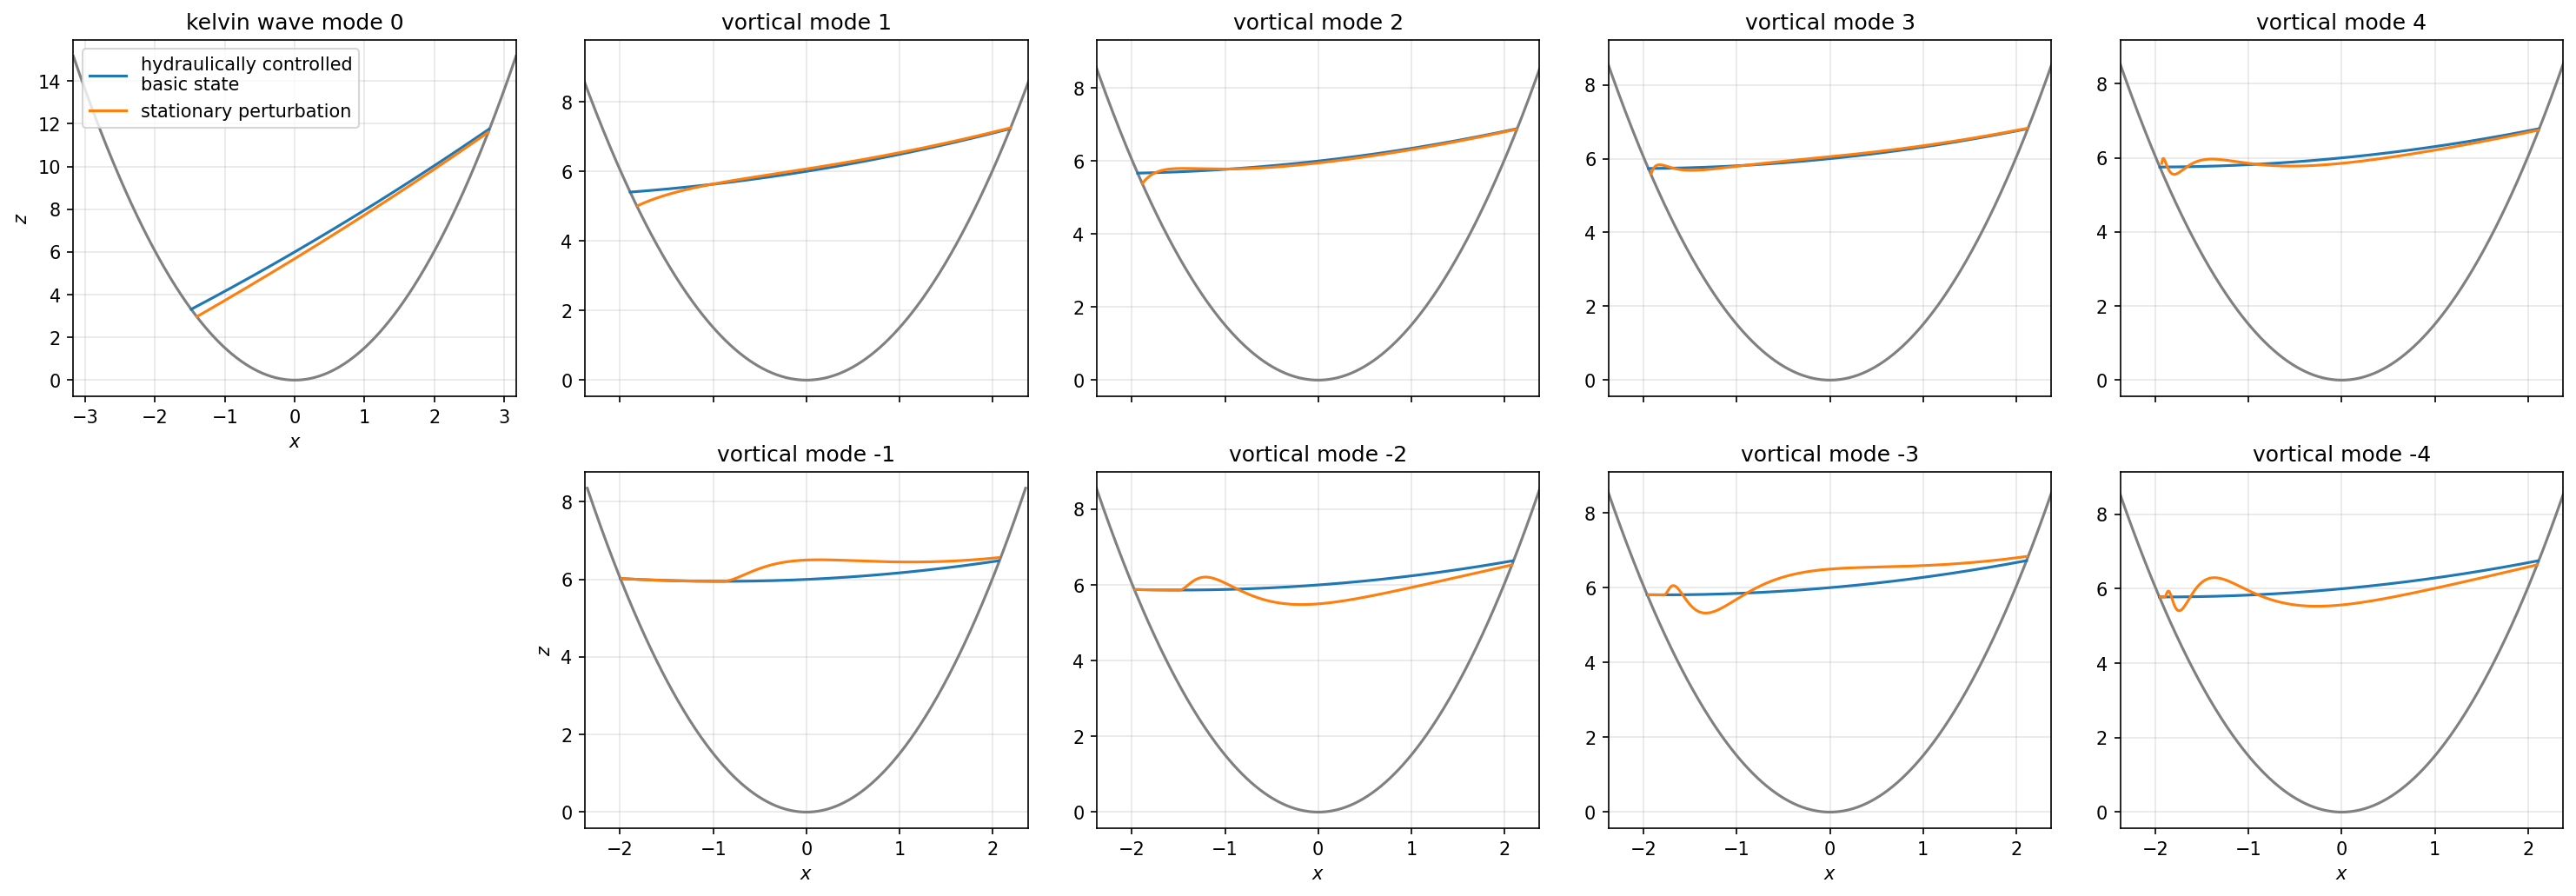 kelvin wave mode 0
vortical mode 1
vortical mode 2
vortical mode 3
vortical mode 4
hydraulically controlled
basic state
stationary perturbation
14
12
10
8
6
4
2
0
z
−3 −2 −1 0 1 2 3
x
8
6
4
2
0
8
6
4
2
0
8
6
4
2
0
8
6
4
2
0
vortical mode -1
vortical mode -2
vortical mode -3
vortical mode -4
8
6
4
2
0
z
−2 −1 0 1 2
x
8
6
4
2
0
−2 −1 0 1 2
x
8
6
4
2
0
−2 −1 0 1 2
x
8
6
4
2
0
−2 −1 0 1 2
x